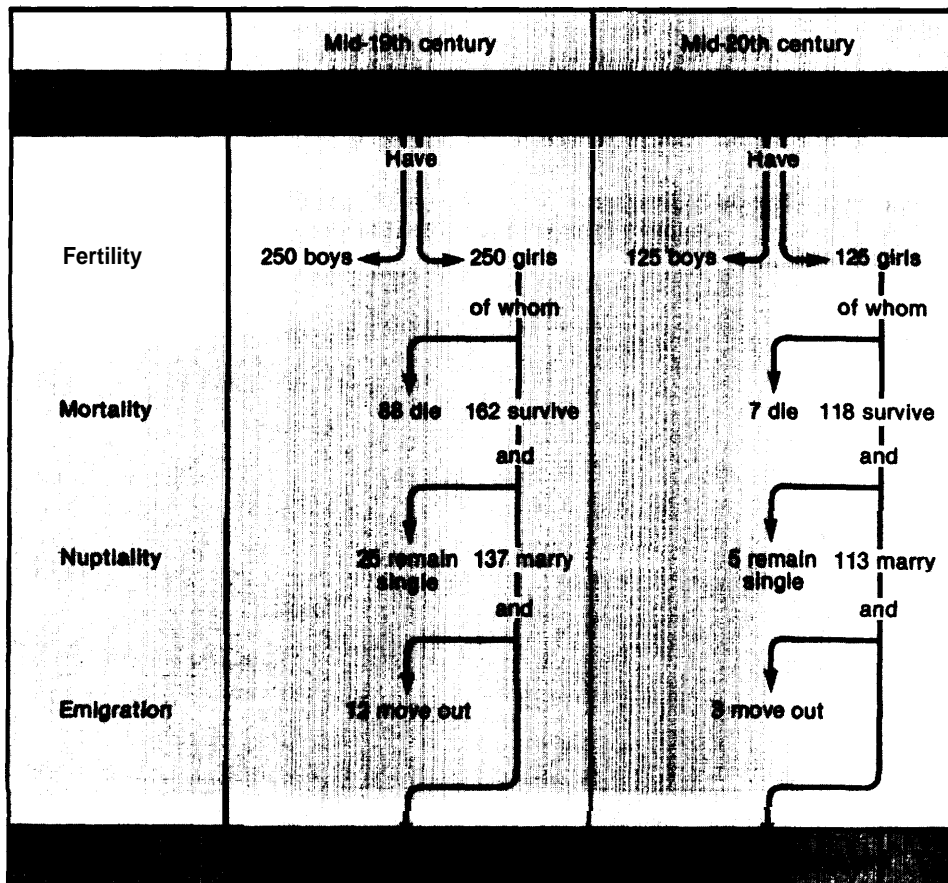 Mid-19th century Mid-20th century
Have Have
Fertility 250 boys 250 girls 125 boys 125 girls
of whom of whom
Mortality 88 die 162 survive 7 die 118 survive
and and
Nuptiality 25 remain 137 marry 5 remain 113 marry
single single
and and
Emigration 12 move out 3 move out